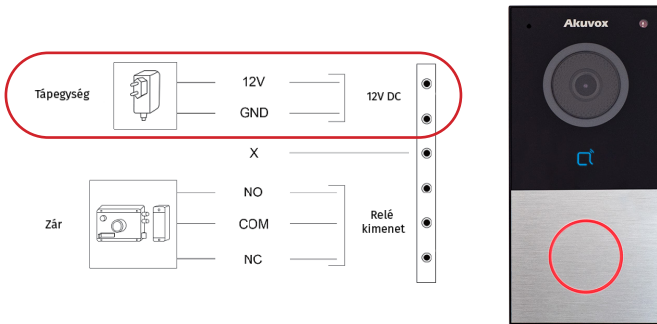 Akuvox
Tápegység
12V
GND
12V DC
X
Zár
NO
COM
NC
Relé
kimenet